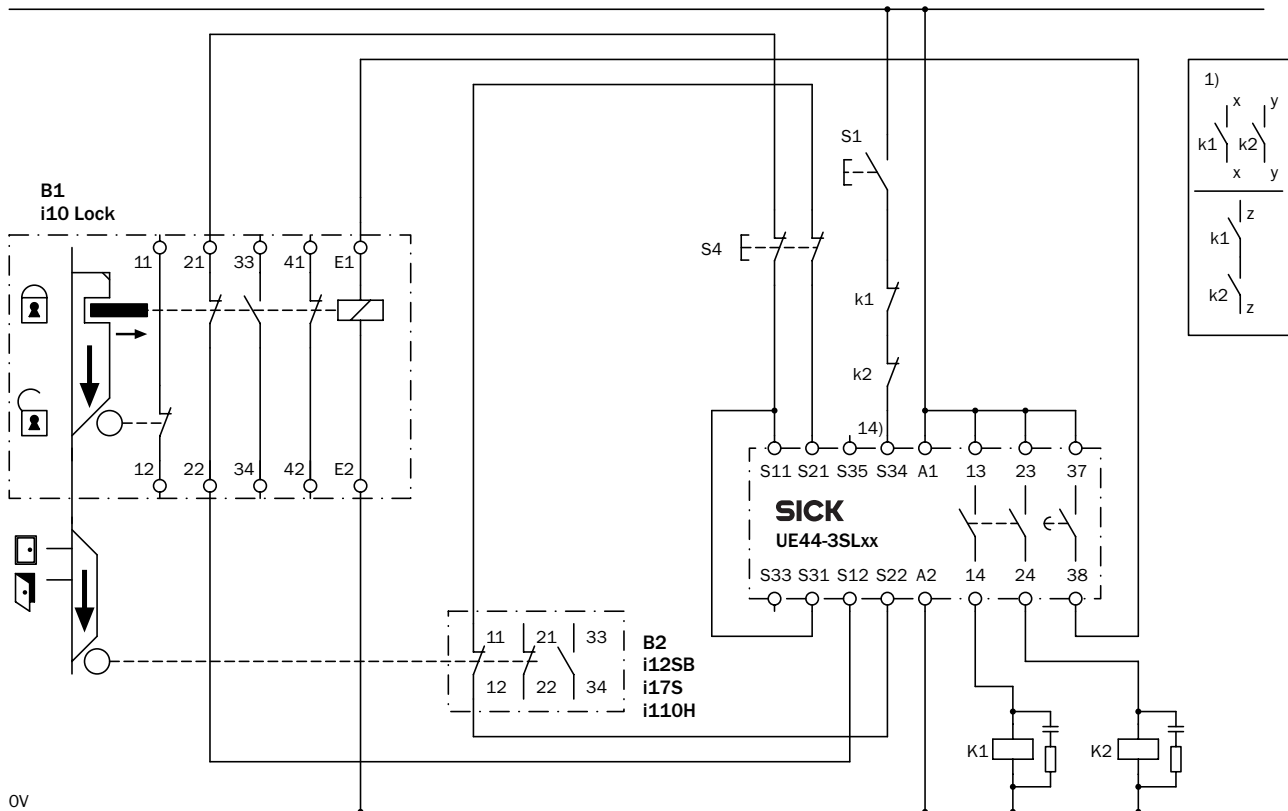 1)
x y
k1 k2
x y
z
k1
k2
z
S1
B1
i10 Lock
S4
11 21 33 41 E1
k1
k2
14)
12 22 34 42 E2
S11 S21 S35 S34 A1 13 23 37
SICK
UE44-3SLxx
S33 S31 S12 S22 A2 14 24 38
11 21 33
12 22 34
B2
i12SB
i17S
i110H
K1 K2
0V